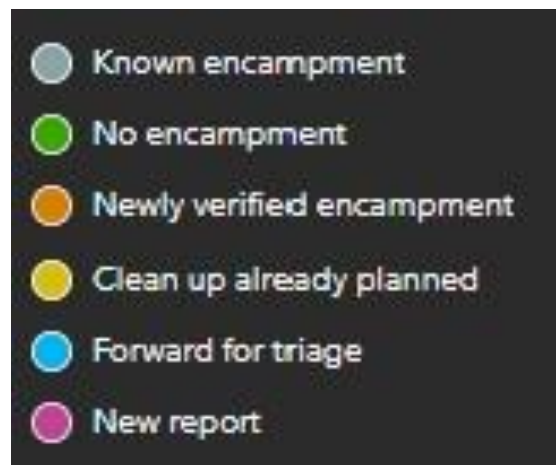 Known encampment
No encampment
Newly verified encampment
Clean up already planned
Forward for triage
New report